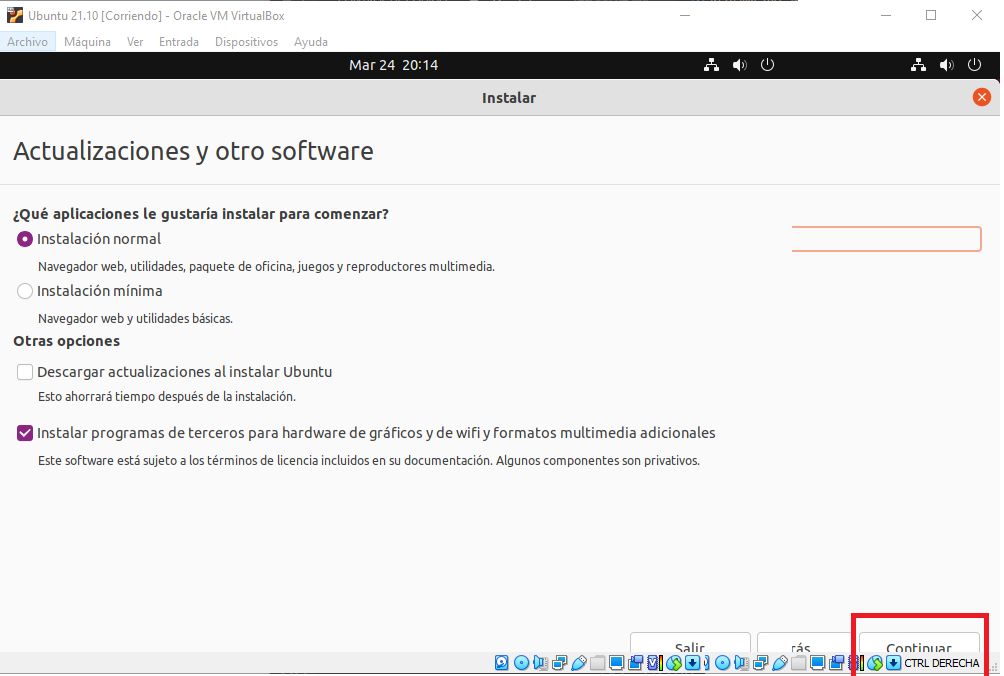 Ubuntu 21.10 [Corriendo] - Oracle VM VirtualBox
Archivo Máquina Ver Entrada Dispositivos Ayuda
Mar 24 20:14
Instalar
Actualizaciones y otro software
¿Qué aplicaciones le gustaría instalar para comenzar?
Instalación normal
Navegador web, utilidades, paquete de oficina, juegos y reproductores multimedia.
Instalación mínima
Navegador web y utilidades básicas.
Otras opciones
Descargar actualizaciones al instalar Ubuntu
Esto ahorrará tiempo después de la instalación.
Instalar programas de terceros para hardware de gráficos y de wifi y formatos multimedia adicionales
Este software está sujeto a los términos de licencia incluidos en su documentación. Algunos componentes son privativos.
Salir rás Continuar
CTRL DERECHA